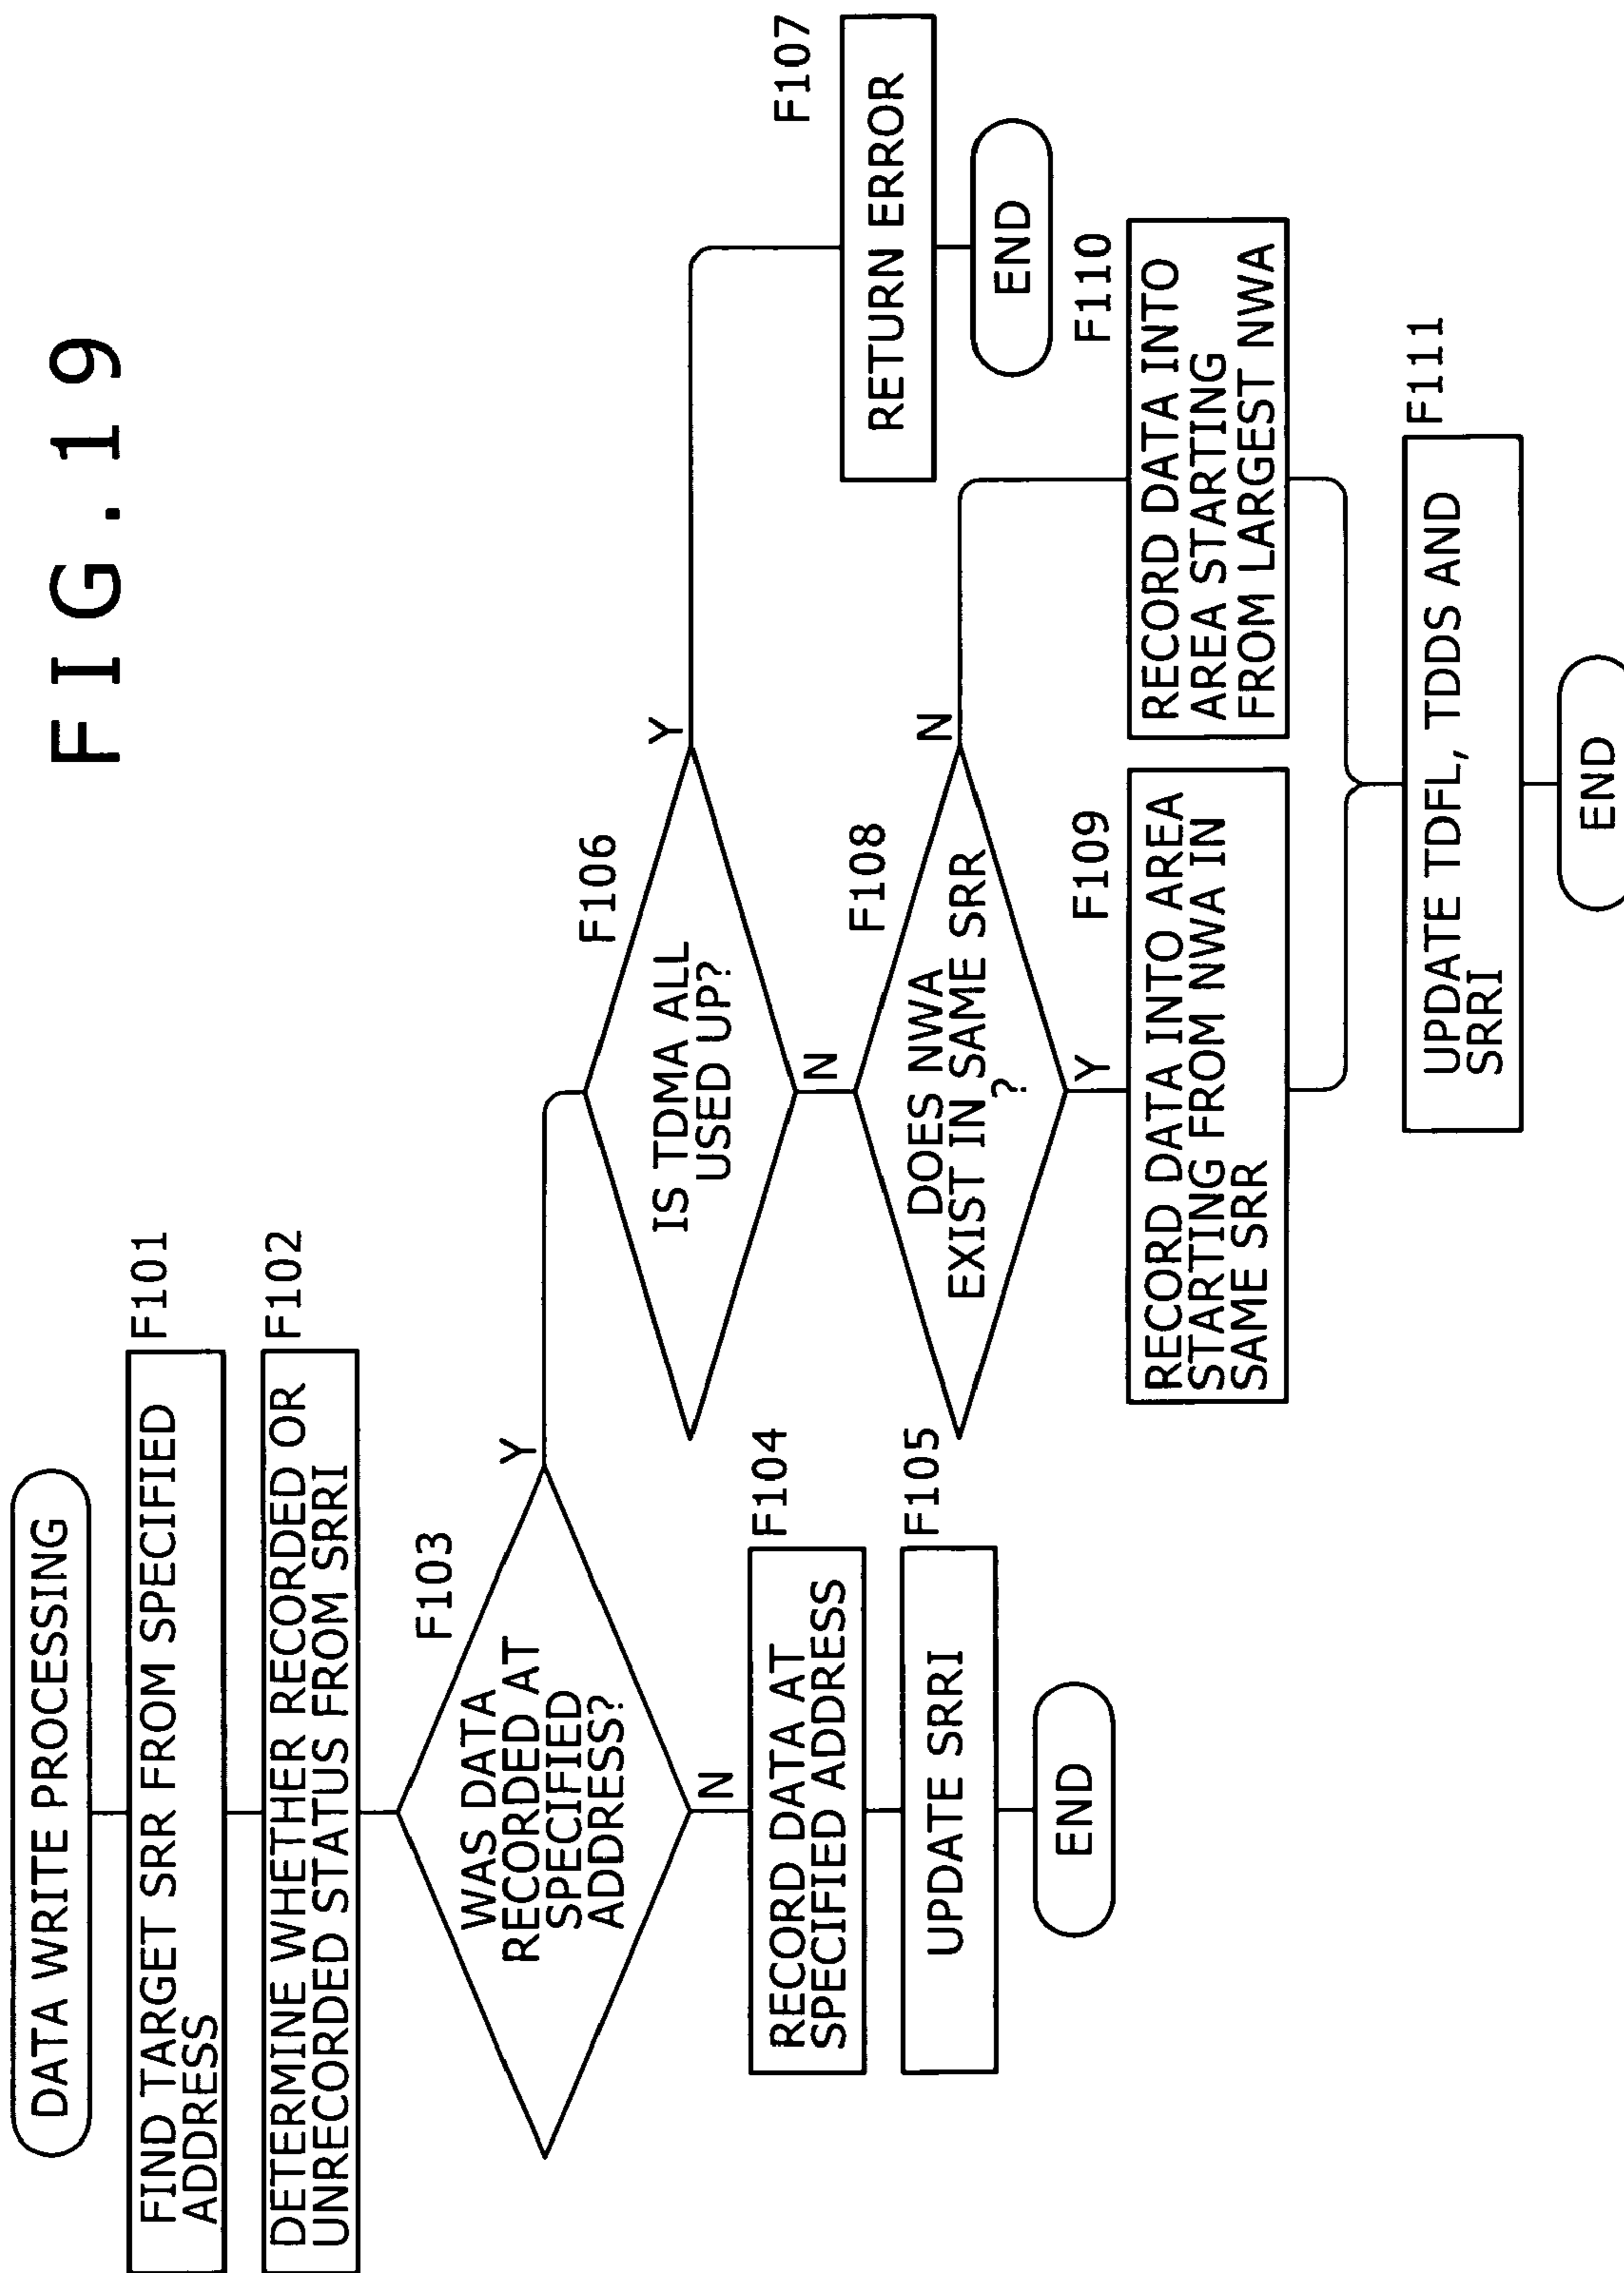 FIG. 19
DATA WRITE PROCESSING
F101
FIND TARGET SRR FROM SPECIFIED
ADDRESS
F102
DETERMINE WHETHER RECORDED OR
UNRECORDED STATUS FROM SRRI
F103
WAS DATA
RECORDED AT
SPECIFIED
ADDRESS?
Y
N
F104
RECORD DATA AT
SPECIFIED ADDRESS
F105
UPDATE SRRI
END
F106
IS TDMA ALL
USED UP?
Y
N
F107
RETURN ERROR
END
F108
DOES NWA
EXIST IN SAME SRR
?
N
Y
F109
RECORD DATA INTO AREA
STARTING FROM NWA IN
SAME SRR
F110
RECORD DATA INTO
AREA STARTING
FROM LARGEST NWA
F111
UPDATE TDFL, TDDS AND
SRRI
END